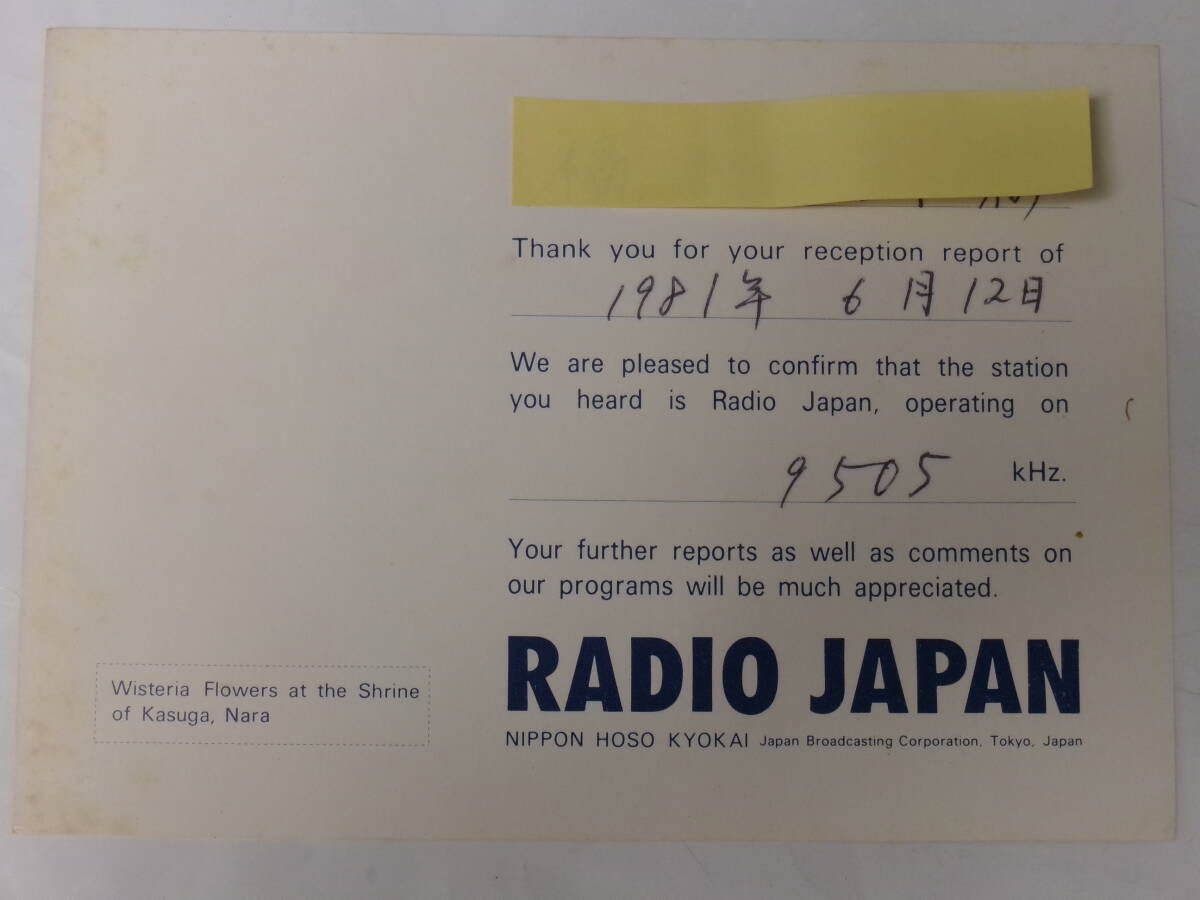 Thank you for your reception report of
1981年 6月12日
We are pleased to confirm that the station
you heard is Radio Japan, operating on
9505 kHz.
Your further reports as well as comments on
our programs will be much appreciated.
RADIO JAPAN
NIPPON HOSO KYOKAI Japan Broadcasting Corporation, Tokyo, Japan
Wisteria Flowers at the Shrine
of Kasuga, Nara